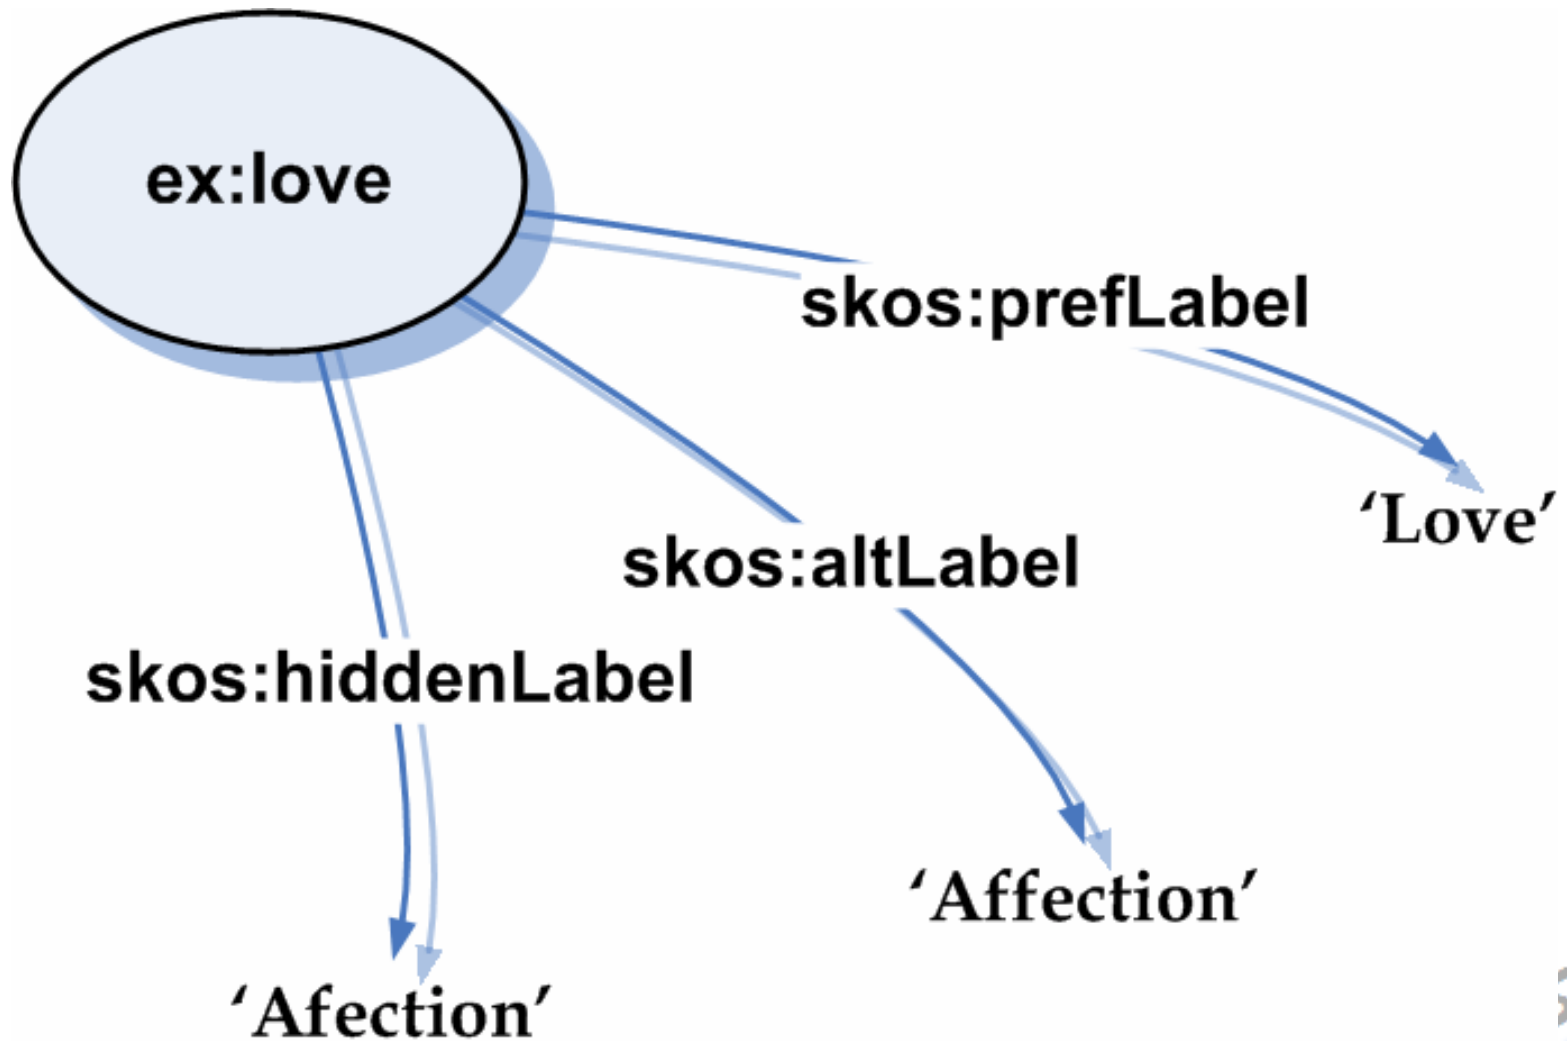 ex:love
skos:prefLabel
‘Love’
skos:altLabel
skos:hiddenLabel
‘Affection’
‘Afection’